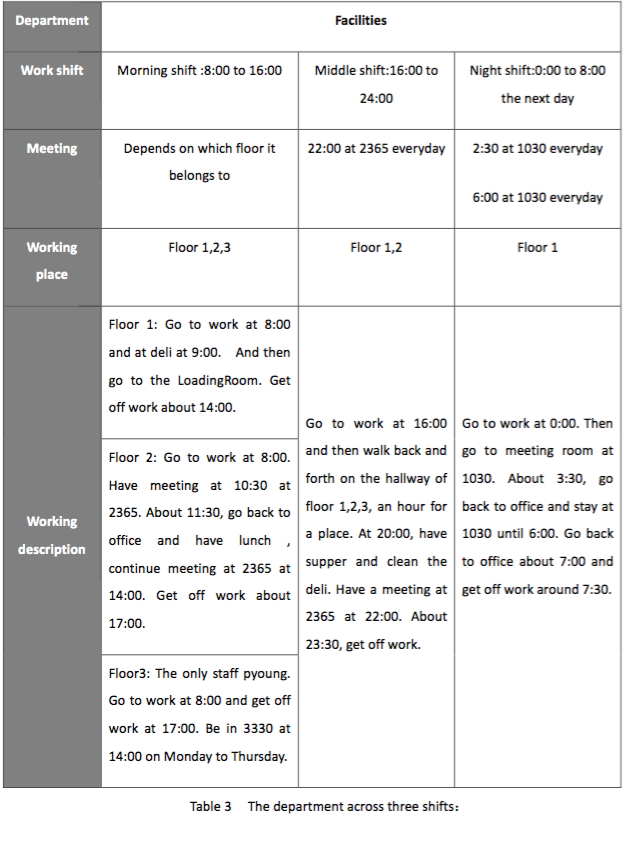 Department
Facilities
Work shift
Morning shift :8:00 to 16:00
Middle shift:16:00 to
24:00
Night shift:0:00 to 8:00
the next day
Meeting
Depends on which floor it
belongs to
22:00 at 2365 everyday
2:30 at 1030 everyday
6:00 at 1030 everyday
Working
place
Floor 1,2,3
Floor 1,2
Floor 1
Working
description
Floor 1: Go to work at 8:00
and at deli at 9:00. And then
go to the LoadingRoom. Get
off work about 14:00.
Floor 2: Go to work at 8:00.
Have meeting at 10:30 at
2365. About 11:30, go back to
office and have lunch ,
continue meeting at 2365 at
14:00. Get off work about
17:00.
Floor3: The only staff pyoung.
Go to work at 8:00 and get off
work at 17:00. Be in 3330 at
14:00 on Monday to Thursday.
Go to work at 16:00
and then walk back and
forth on the hallway of
floor 1,2,3, an hour for
a place. At 20:00, have
supper and clean the
deli. Have a meeting at
2365 at 22:00. About
23:30, get off work.
Go to work at 0:00. Then
go to meeting room at
1030. About 3:30, go
back to office and stay at
1030 until 6:00. Go back
to office about 7:00 and
get off work around 7:30.
Table 3 The department across three shifts: